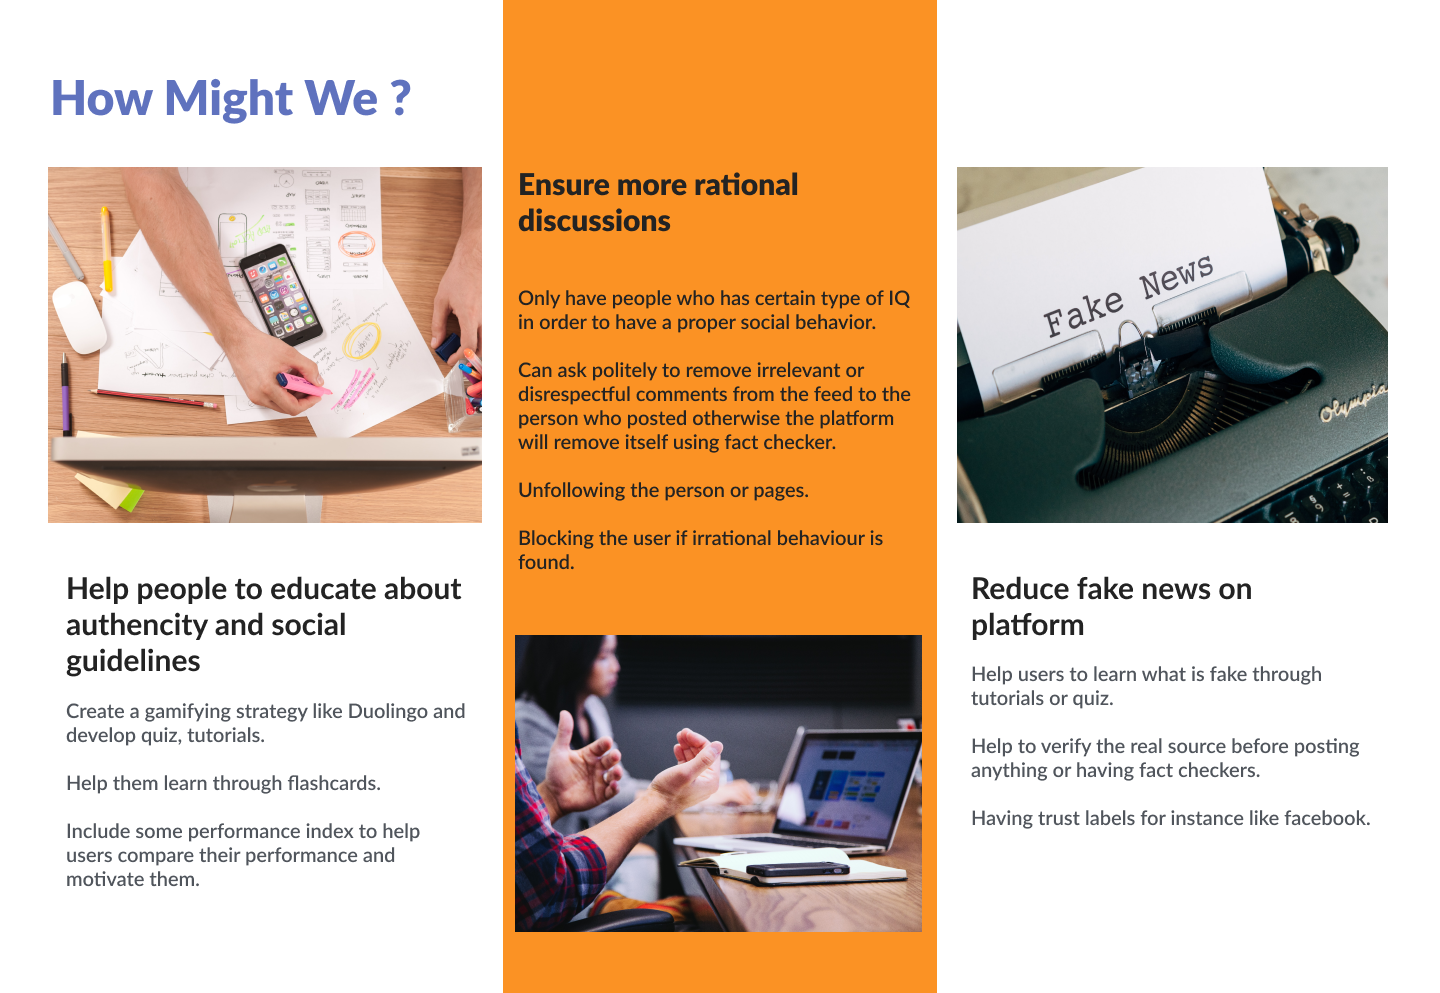 How Might We ?
Help people to educate about
authencity and social
guidelines
Create a gamifying strategy like Duolingo and
develop quiz, tutorials.
Help them learn through flashcards.
Include some performance index to help
users compare their performance and
motivate them.
Ensure more rational
discussions
Only have people who has certain type of IQ
in order to have a proper social behavior.
Can ask politely to remove irrelevant or
disrespectful comments from the feed to the
person who posted otherwise the platform
will remove itself using fact checker.
Unfollowing the person or pages.
Blocking the user if irrational behaviour is
found.
Fake News
Olympia
Reduce fake news on
platform
Help users to learn what is fake through
tutorials or quiz.
Help to verify the real source before posting
anything or having fact checkers.
Having trust labels for instance like facebook.